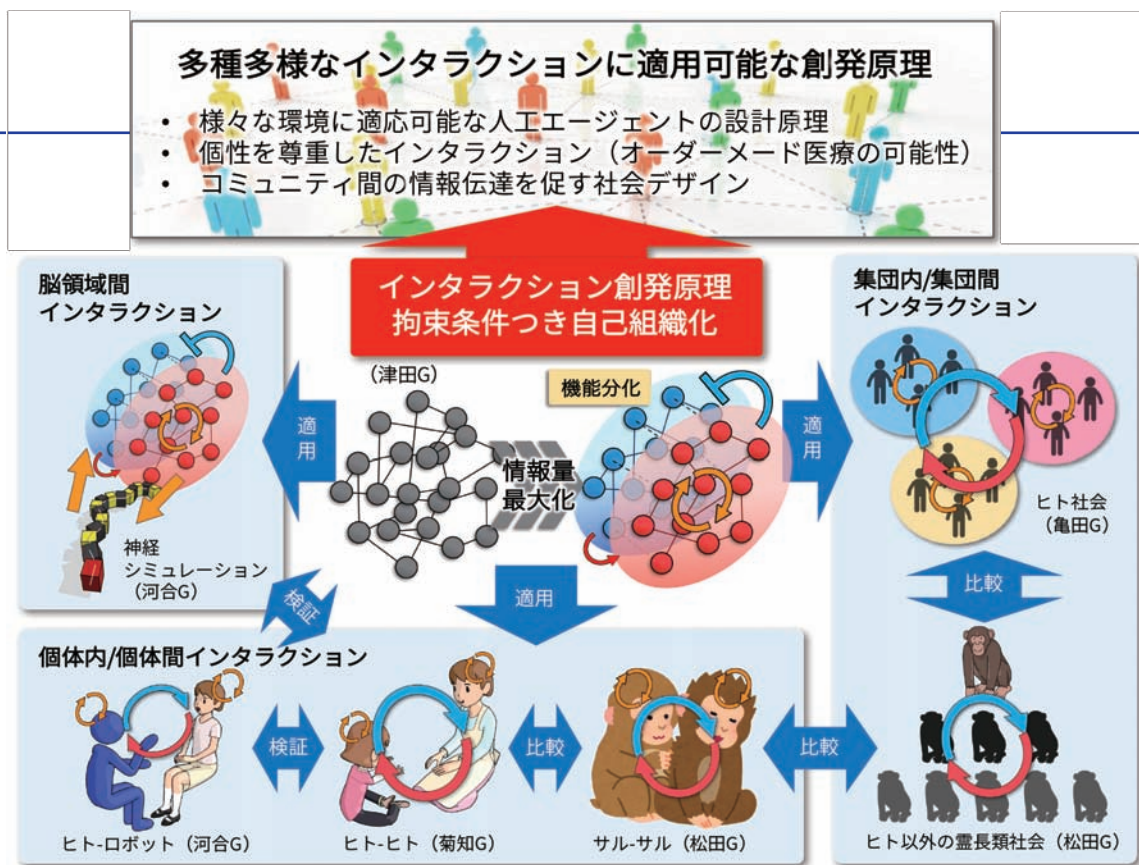 多種多様なインタラクションに適用可能な創発原理
• 様々な環境に適応可能な人工エージェントの設計原理
• 個性を尊重したインタラクション（オーダーメード医療の可能性）
• コミュニティ間の情報伝達を促す社会デザイン
インタラクション創発原理
拘束条件つき自己組織化
脳領域間
インタラクション
神経
シミュレーション
（河合G）
適用
（津田G）
情報量
最大化
機能分化
適用
集団内/集団間
インタラクション
ヒト社会
（亀田G）
比較
検証
適用
個体内/個体間インタラクション
検証
比較
比較
ヒト-ロボット（河合G）
ヒト-ヒト（菊知G）
サル-サル（松田G）
ヒト以外の霊長類社会（松田G）